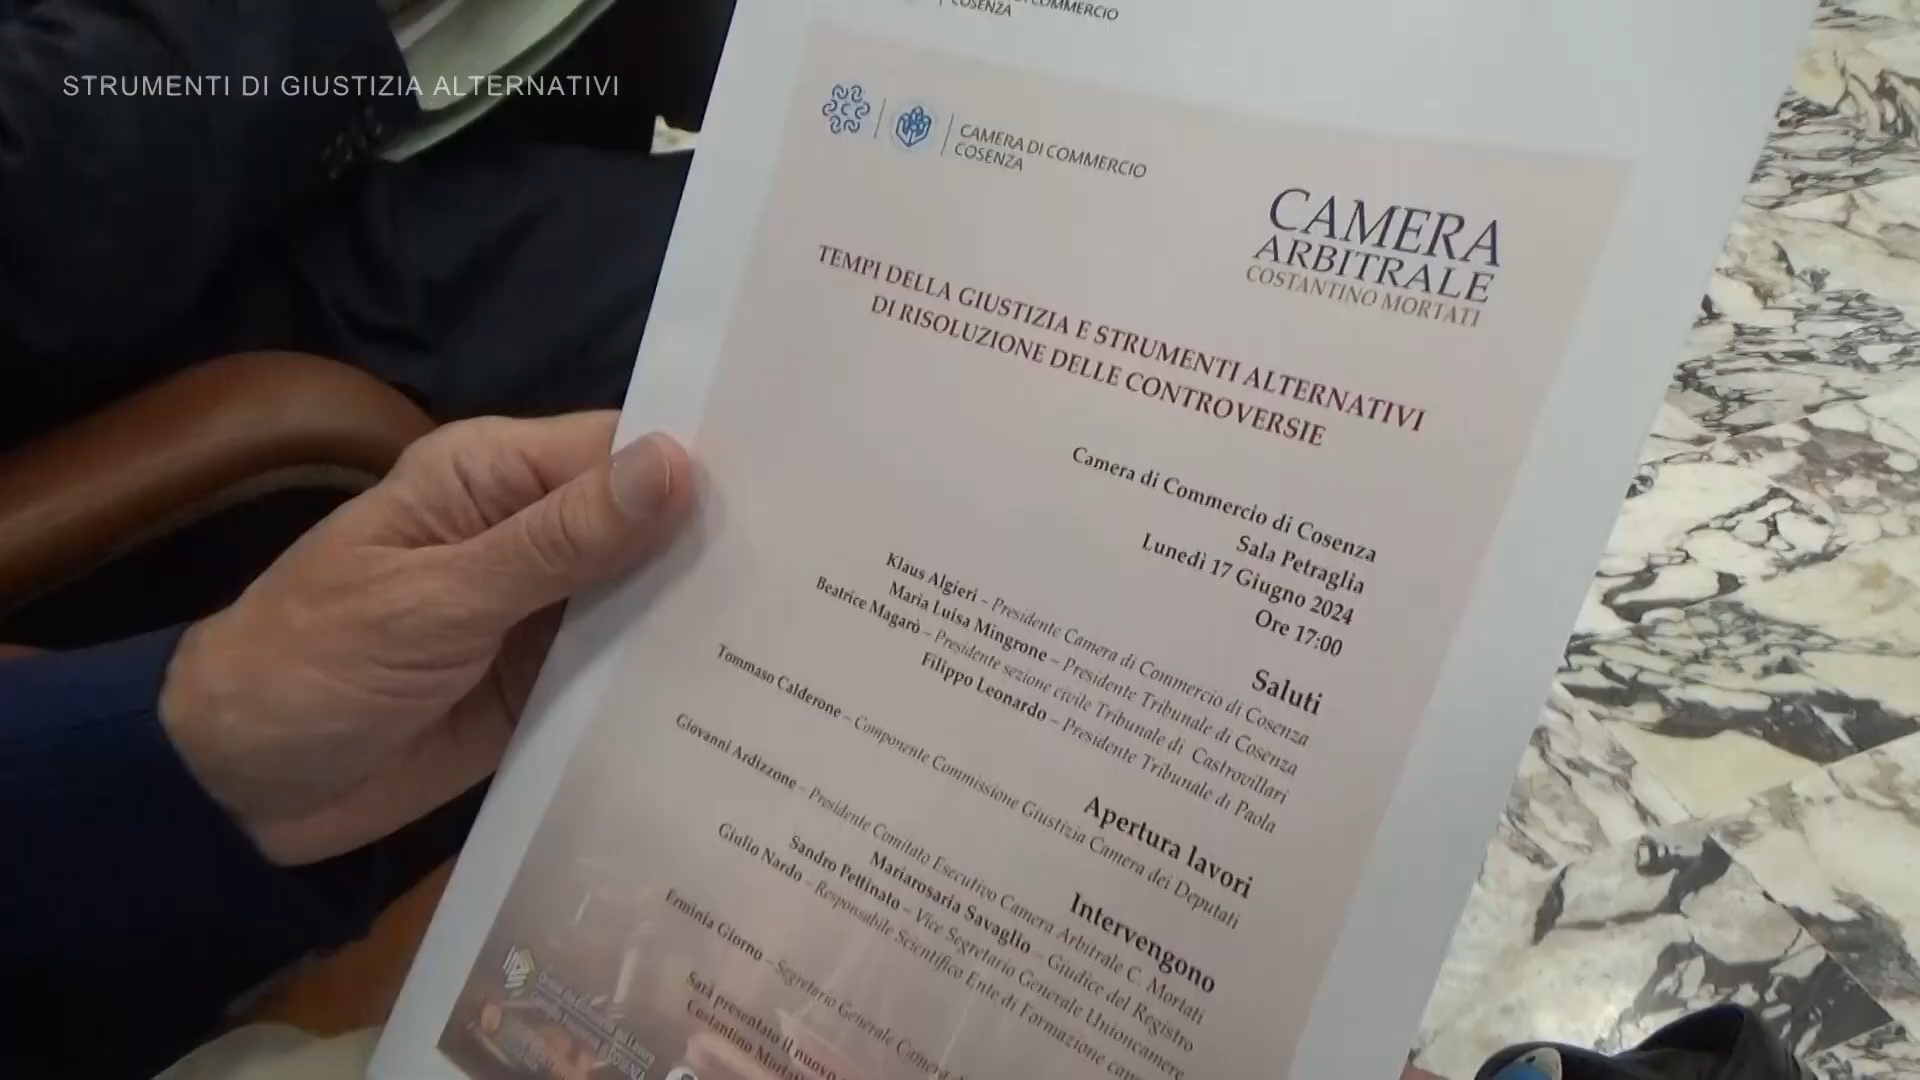 COSENZA
COMMERCIO
STRUMENTI DI GIUSTIZIA ALTERNATIVI
CAMERA DI COMMERCIO
COSENZA
CAMERA
ARBITRALE
COSTANTINO MORTATI
TEMPI DELLA GIUSTIZIA E STRUMENTI ALTERNATIVI
DI RISOLUZIONE DELLE CONTROVERSIE
Camera di Commercio di Cosenza
Sala Petraglia
Lunedì 17 Giugno 2024
Ore 17:00
Saluti
Klaus Algieri – Presidente Camera di Commercio di Cosenza
Maria Luisa Mingrone – Presidente Tribunale di Cosenza
Beatrice Magarò – Presidente sezione civile Tribunale di Castrovillari
Filippo Leonardo – Presidente Tribunale di Paola
Apertura lavori
Tommaso Calderone – Componente Commissione Giustizia Camera dei Deputati
Intervengono
Giovanni Ardizzone – Presidente Comitato Esecutivo Camera Arbitrale C. Mortati
Mariarosaria Savaglio – Giudice del Registro
Sandro Pettinato – Vice Segretario Generale Unioncamere
Giulio Nardo – Responsabile Scientifico Ente di Formazione
Erminia Giorno – Segretario Generale Camera
Sarà presentato il nuovo
Costantino